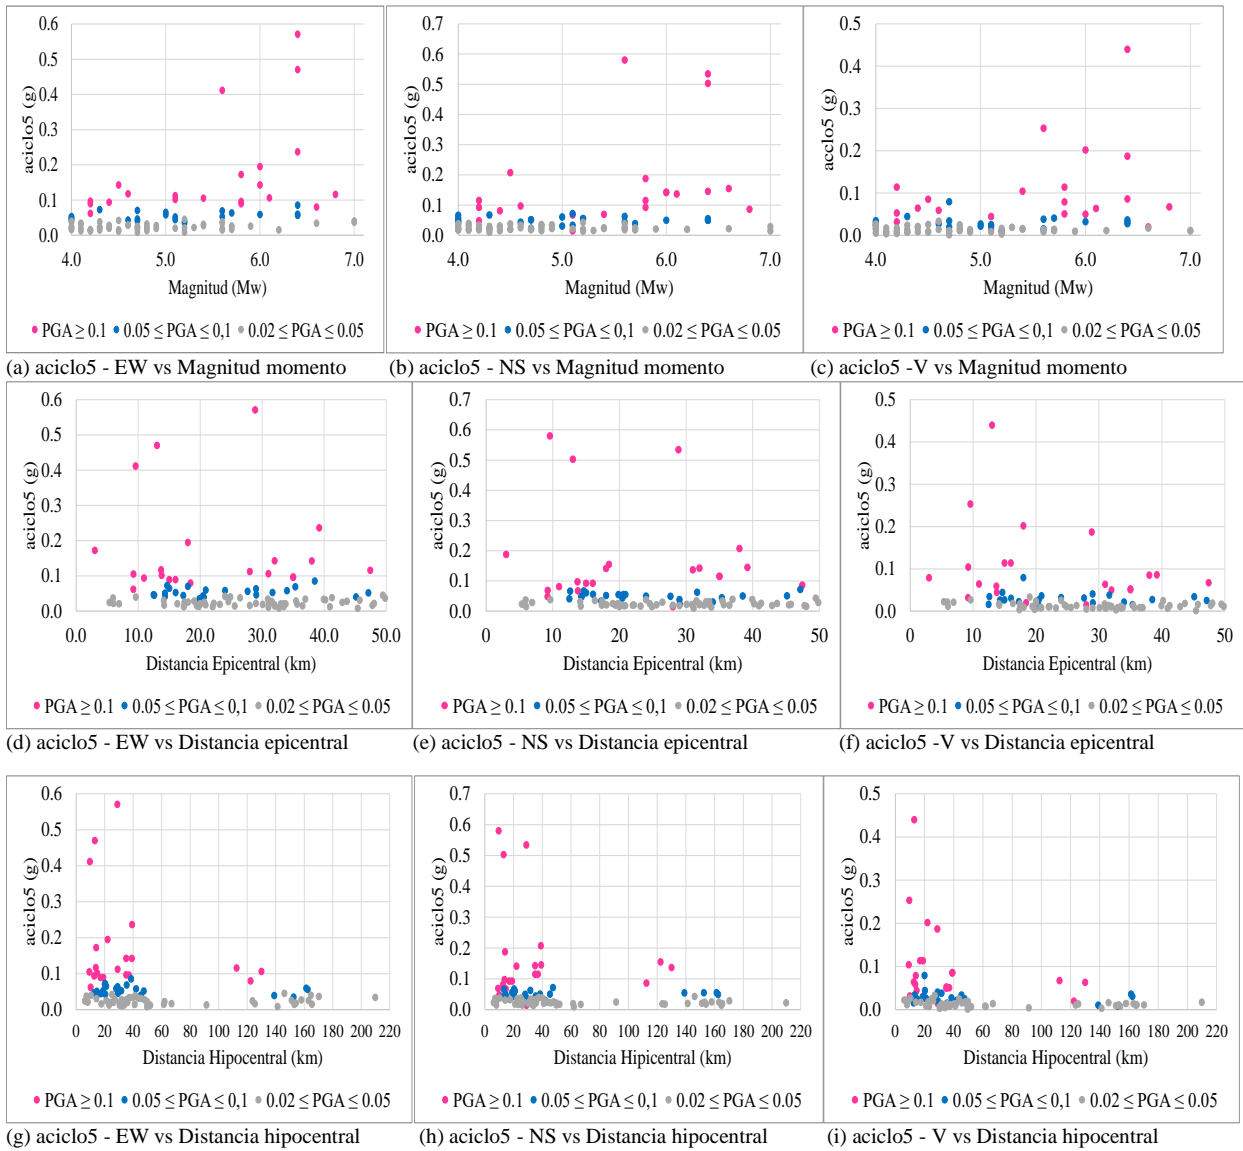 0.6
0.5
0.4
0.3
0.2
0.1
0.0
aciclo5 (g)
4.0 5.0 6.0 7.0
Magnitud (Mw)
PGA ≥ 0.1 0.05 ≤ PGA ≤ 0,1 0.02 ≤ PGA ≤ 0.05
(a) aciclo5 - EW vs Magnitud momento
0.7
0.6
0.5
0.4
0.3
0.2
0.1
0.0
aciclo5 (g)
4.0 5.0 6.0 7.0
Magnitud (Mw)
PGA ≥ 0.1 0.05 ≤ PGA ≤ 0,1 0.02 ≤ PGA ≤ 0.05
(b) aciclo5 - NS vs Magnitud momento
0.5
0.4
0.3
0.2
0.1
0.0
acclo5 (g)
4.0 5.0 6.0 7.0
Magnitud (Mw)
PGA ≥ 0.1 0.05 ≤ PGA ≤ 0,1 0.02 ≤ PGA ≤ 0.05
(c) aciclo5 -V vs Magnitud momento
0.6
0.5
0.4
0.3
0.2
0.1
0.0
aciclo5 (g)
0.0 10.0 20.0 30.0 40.0 50.0
Distancia Epicentral (km)
PGA ≥ 0.1 0.05 ≤ PGA ≤ 0,1 0.02 ≤ PGA ≤ 0.05
(d) aciclo5 - EW vs Distancia epicentral
0.7
0.6
0.5
0.4
0.3
0.2
0.1
0.0
aciclo5 (g)
0 10 20 30 40 50
Distancia Epicentral (km)
PGA ≥ 0.1 0.05 ≤ PGA ≤ 0,1 0.02 ≤ PGA ≤ 0.05
(e) aciclo5 - NS vs Distancia epicentral
0.5
0.4
0.3
0.2
0.1
0.0
aciclo5 (g)
0 10 20 30 40 50
Distancia Epicentral (km)
PGA ≥ 0.1 0.05 ≤ PGA ≤ 0,1 0.02 ≤ PGA ≤ 0.05
(f) aciclo5 -V vs Distancia epicentral
0.6
0.5
0.4
0.3
0.2
0.1
0.0
aciclo5 (g)
0 20 40 60 80 100 120 140 160 180 200 220
Distancia Hipocentral (km)
PGA ≥ 0.1 0.05 ≤ PGA ≤ 0,1 0.02 ≤ PGA ≤ 0.05
(g) aciclo5 - EW vs Distancia hipocentral
0.7
0.6
0.5
0.4
0.3
0.2
0.1
0.0
aciclo5 (g)
0 20 40 60 80 100 120 140 160 180 200 220
Distancia Hipicentral (km)
PGA ≥ 0.1 0.05 ≤ PGA ≤ 0,1 0.02 ≤ PGA ≤ 0.05
(h) aciclo5 - NS vs Distancia hipocentral
0.5
0.4
0.3
0.2
0.1
0.0
aciclo5 (g)
0 20 40 60 80 100 120 140 160 180 200 220
Distancia Hipocentral (km)
PGA ≥ 0.1 0.05 ≤ PGA ≤ 0,1 0.02 ≤ PGA ≤ 0.05
(i) aciclo5 - V vs Distancia hipocentral